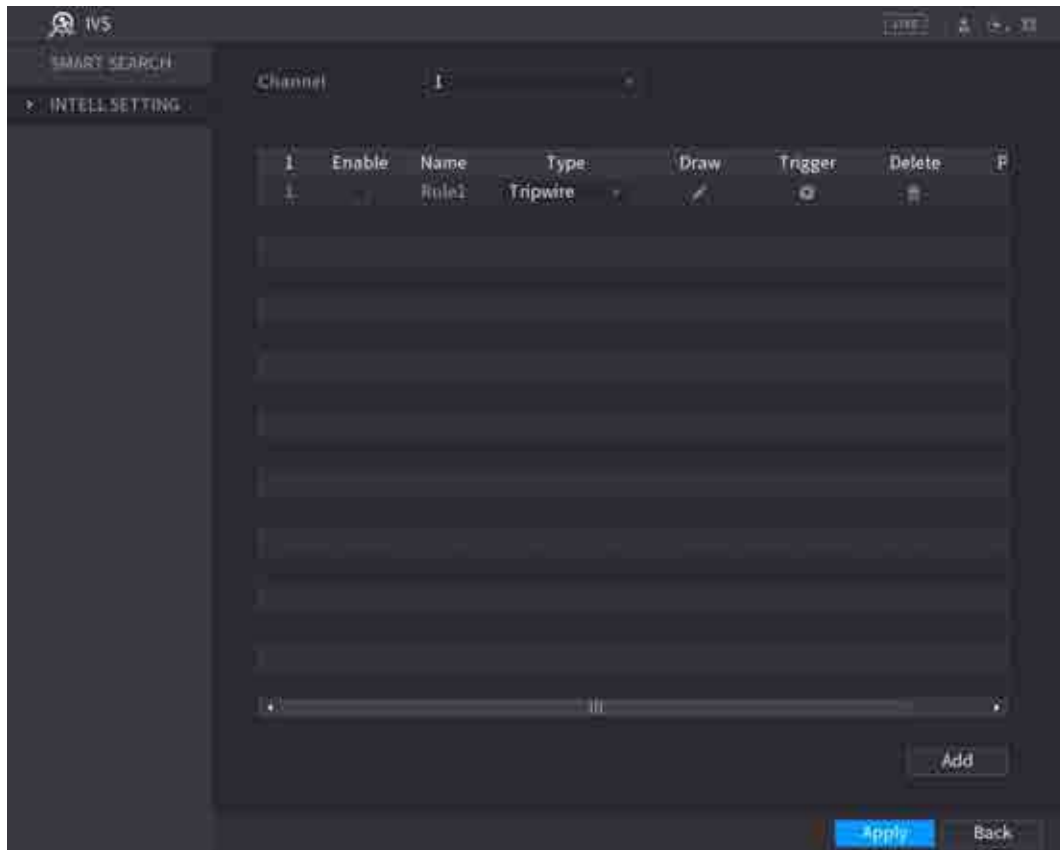 IVS
LIVE
SMART SEARCH
INTELL.SETTING
Channel 1
1 Enable Name Type Draw Trigger Delete P
1 Rule1 Tripwire
Add
Apply Back